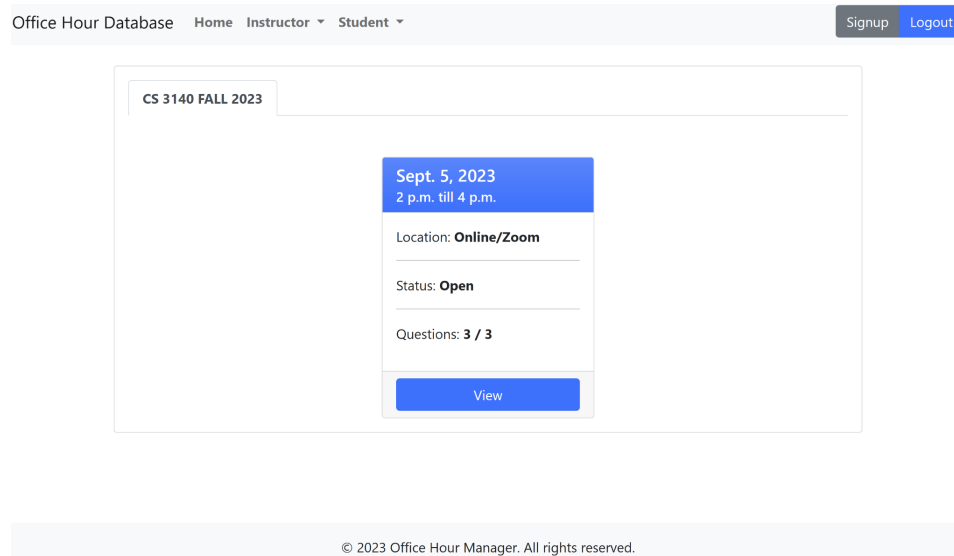 Office Hour Database Home Instructor Student Signup Logout
CS 3140 FALL 2023
Sept. 5, 2023
2 p.m. till 4 p.m.
Location: Online/Zoom
Status: Open
Questions: 3 / 3
View
© 2023 Office Hour Manager. All rights reserved.